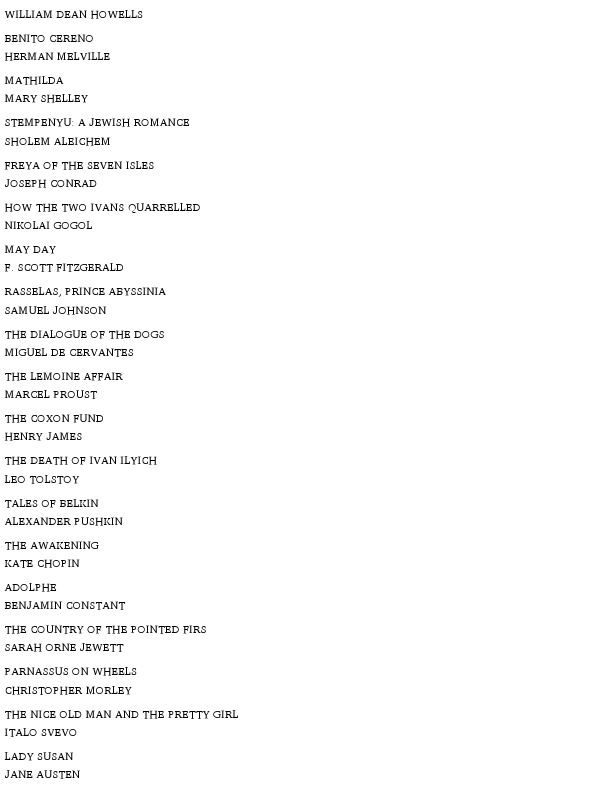 WILLIAM DEAN HOWELLS
BENITO CERENO
HERMAN MELVILLE
MATHILDA
MARY SHELLEY
STEMPENYU: A JEWISH ROMANCE
SHOLEM ALEICHEM
FREYA OF THE SEVEN ISLES
JOSEPH CONRAD
HOW THE TWO IVANS QUARRELLED
NIKOLAI GOGOL
MAY DAY
F. SCOTT FITZGERALD
RASSELAS, PRINCE ABYSSINIA
SAMUEL JOHNSON
THE DIALOGUE OF THE DOGS
MIGUEL DE CERVANTES
THE LEMOINE AFFAIR
MARCEL PROUST
THE COXON FUND
HENRY JAMES
THE DEATH OF IVAN ILYICH
LEO TOLSTOY
TALES OF BELKIN
ALEXANDER PUSHKIN
THE AWAKENING
KATE CHOPIN
ADOLPHE
BENJAMIN CONSTANT
THE COUNTRY OF THE POINTED FIRS
SARAH ORNE JEWETT
PARNASSUS ON WHEELS
CHRISTOPHER MORLEY
THE NICE OLD MAN AND THE PRETTY GIRL
ITALO SVEVO
LADY SUSAN
JANE AUSTEN